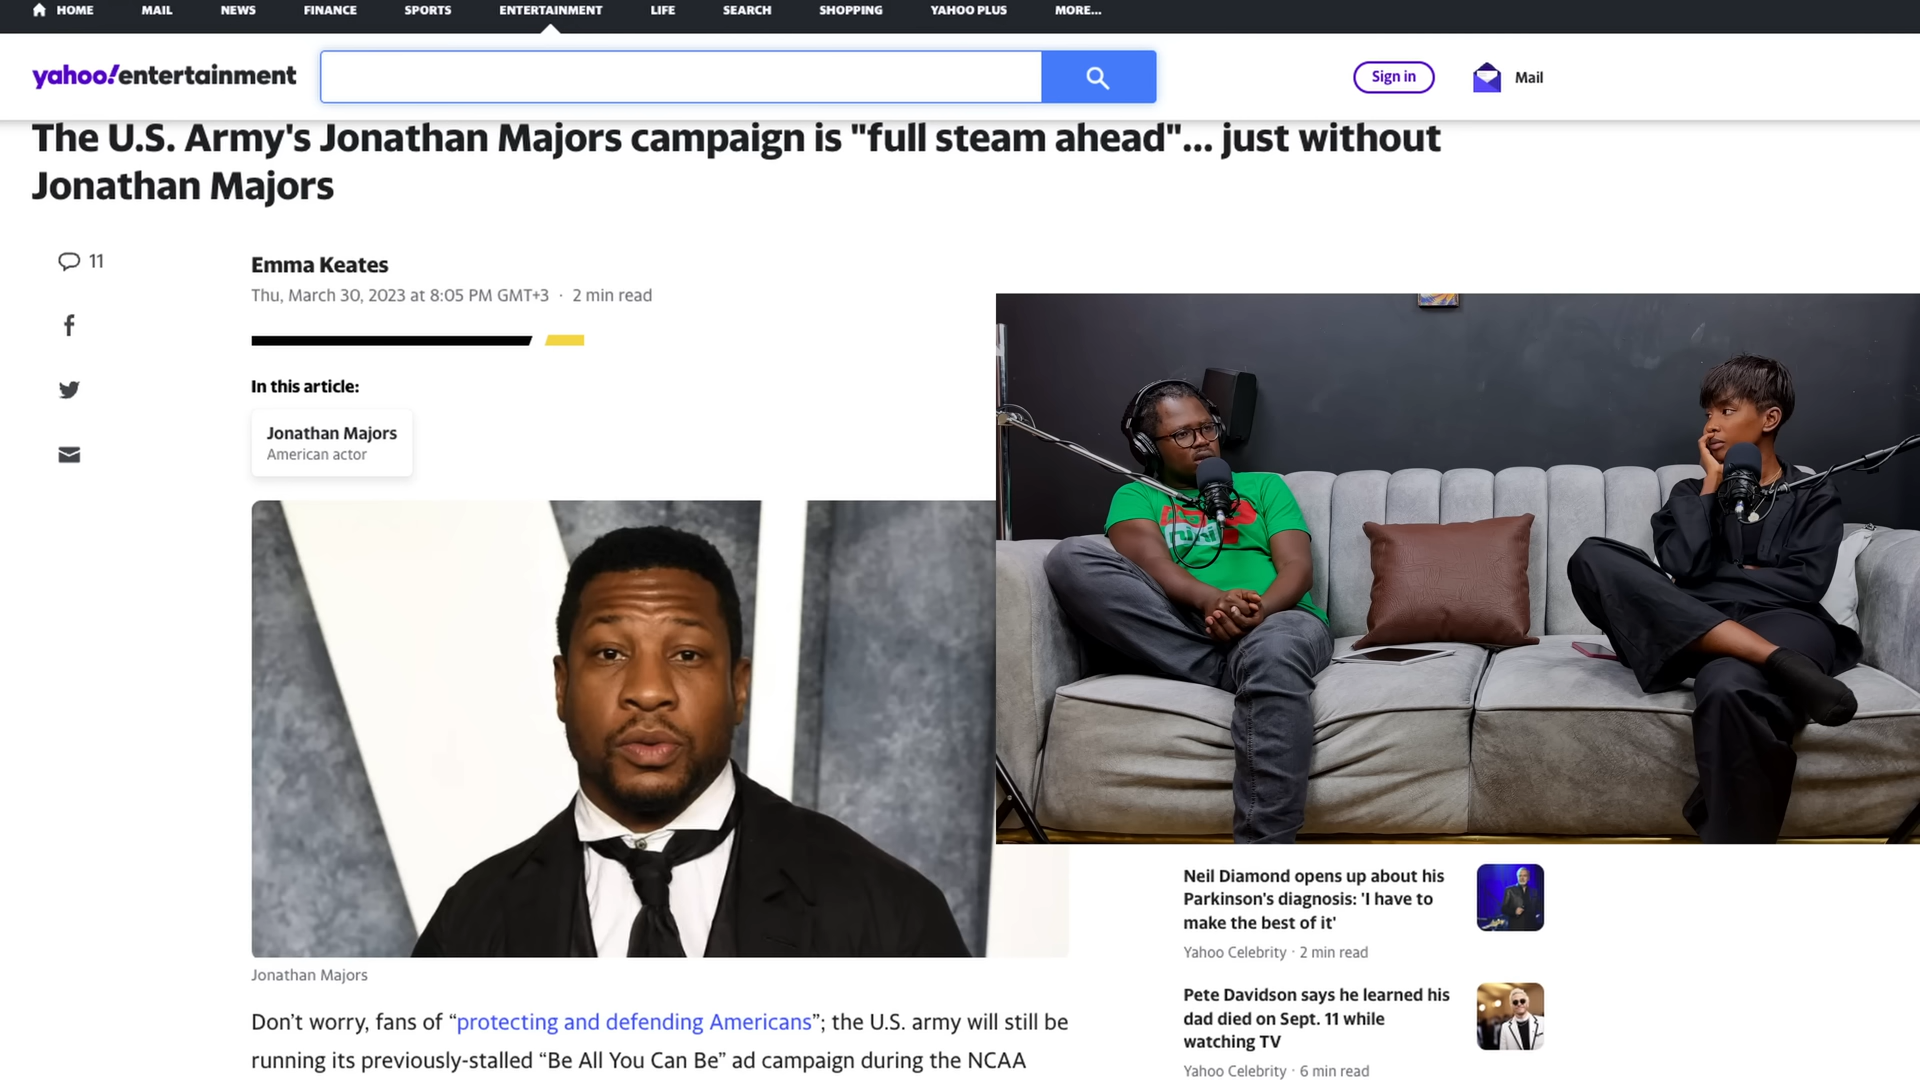 HOME MAIL NEWS FINANCE SPORTS ENTERTAINMENT LIFE SEARCH SHOPPING YAHOO PLUS MORE...
yahoo!entertainment
Sign in
Mail
The U.S. Army's Jonathan Majors campaign is "full steam ahead"... just without
Jonathan Majors
11
Emma Keates
Thu, March 30, 2023 at 8:05 PM GMT+3 · 2 min read
In this article:
Jonathan Majors
American actor
Jonathan Majors
Don’t worry, fans of “protecting and defending Americans”; the U.S. army will still be
running its previously-stalled “Be All You Can Be” ad campaign during the NCAA
Neil Diamond opens up about his
Parkinson's diagnosis: 'I have to
make the best of it'
Yahoo Celebrity · 2 min read
Pete Davidson says he learned his
dad died on Sept. 11 while
watching TV
Yahoo Celebrity · 6 min read